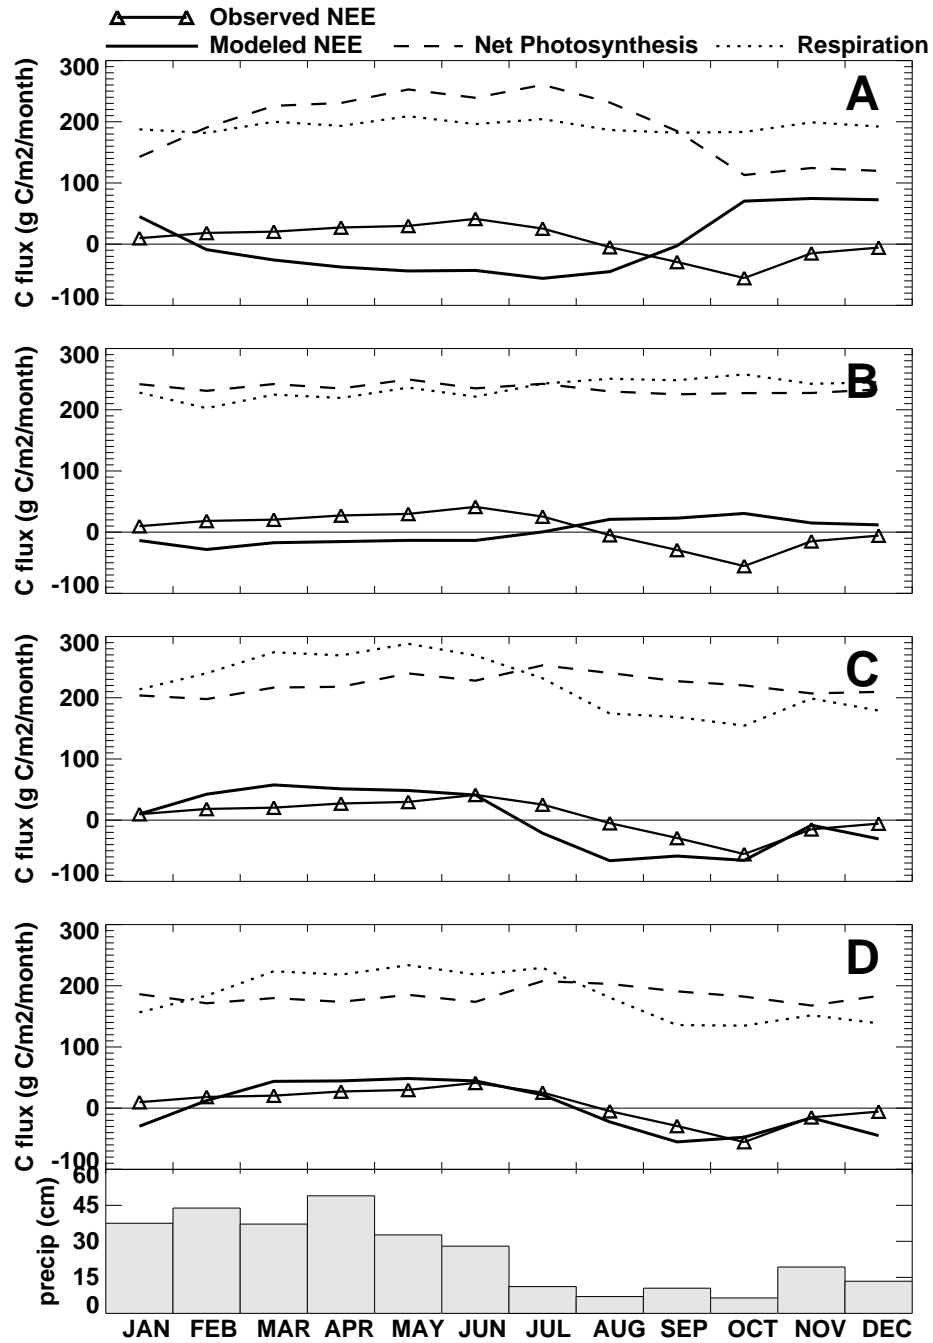 Observed NEE
Modeled NEE Net Photosynthesis Respiration
A
C flux (g C/m2/month)
300
200
100
0
-100
B
C flux (g C/m2/month)
300
200
100
0
-100
C
C flux (g C/m2/month)
300
200
100
0
-100
D
C flux (g C/m2/month)
300
200
100
0
-100
precip (cm)
60
45
30
15
0
JAN FEB MAR APR MAY JUN JUL AUG SEP OCT NOV DEC